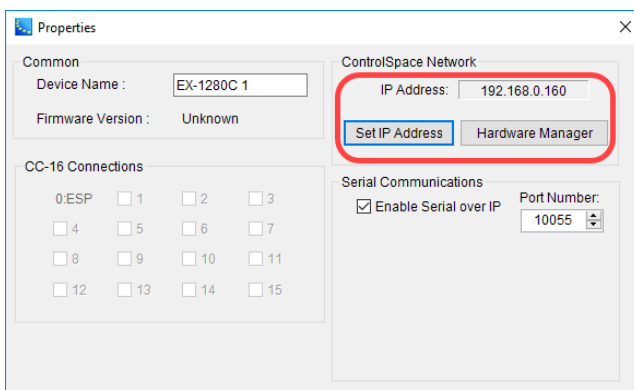 Properties
Common
Device Name : EX-1280C 1
Firmware Version : Unknown
ControlSpace Network
IP Address: 192.168.0.160
Set IP Address Hardware Manager
CC-16 Connections
0:ESP 1 2 3
4 5 6 7
8 9 10 11
12 13 14 15
Serial Communications
Enable Serial over IP
Port Number:
10055